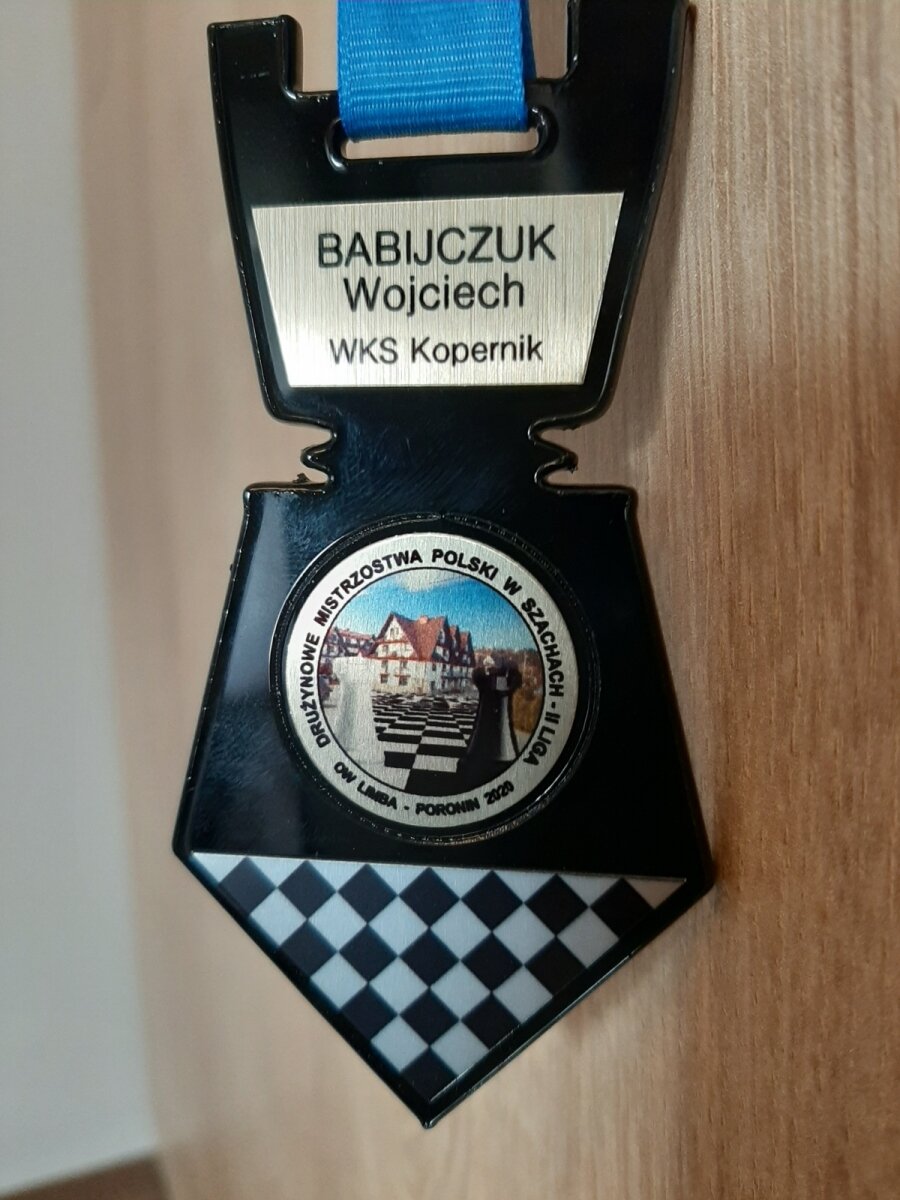 BABIJCZUK
Wojciech
WKS Kopernik
DRUŻYNOWE MISTRZOSTWA POLSKI W SZACHACH - II LIGA
OW LIMBA - PORONIN 2020